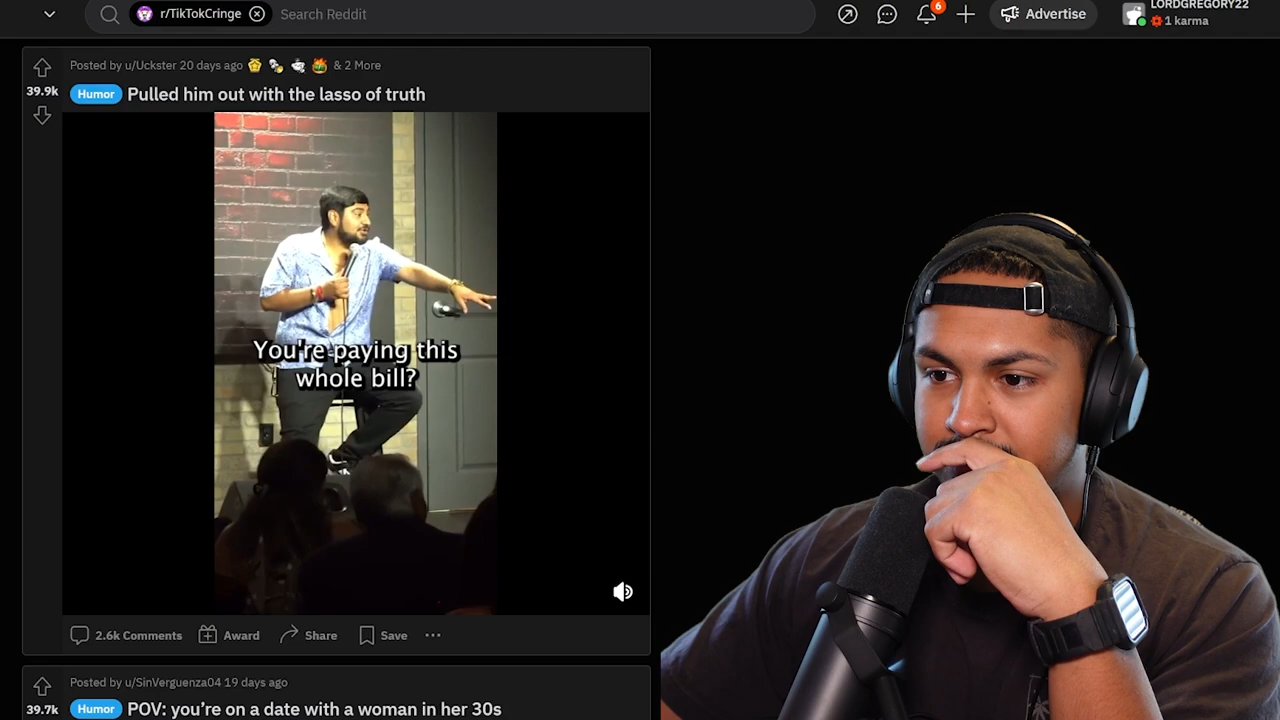 r/TikTokCringe
Search Reddit
6
Advertise
LORDGREGORY22
1 karma
Posted by u/Uckster 20 days ago
& 2 More
39.9k
Humor Pulled him out with the lasso of truth
You're paying this
whole bill?
2.6k Comments
Award
Share
Save
Posted by u/SinVerguenza04 19 days ago
39.7k
Humor POV: you're on a date with a woman in her 30s